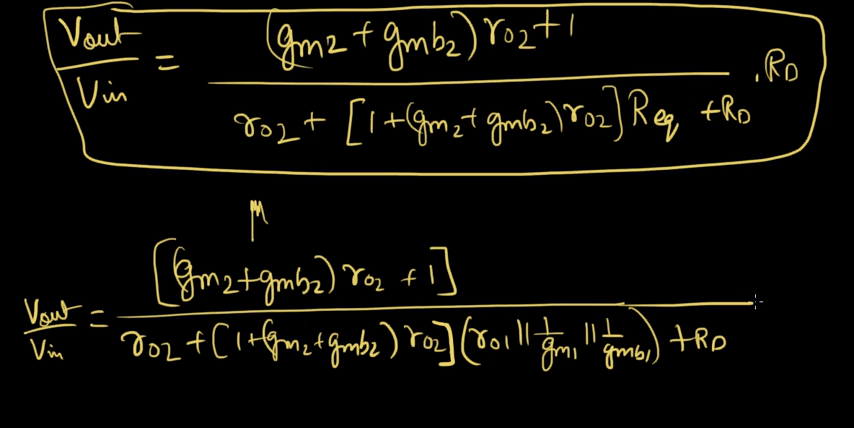 Vout/Vin = ((gm2 + gmb2) ro2 + 1) / (ro2 + [1 + (gm2 + gmb2) ro2] Req + RD) . RD
Vout/Vin = [(gm2 + gmb2) ro2 + 1] / (ro2 + [1 + (gm2 + gmb2) ro2] (ro1 || 1/gm1 || 1/gmb1) + RD)